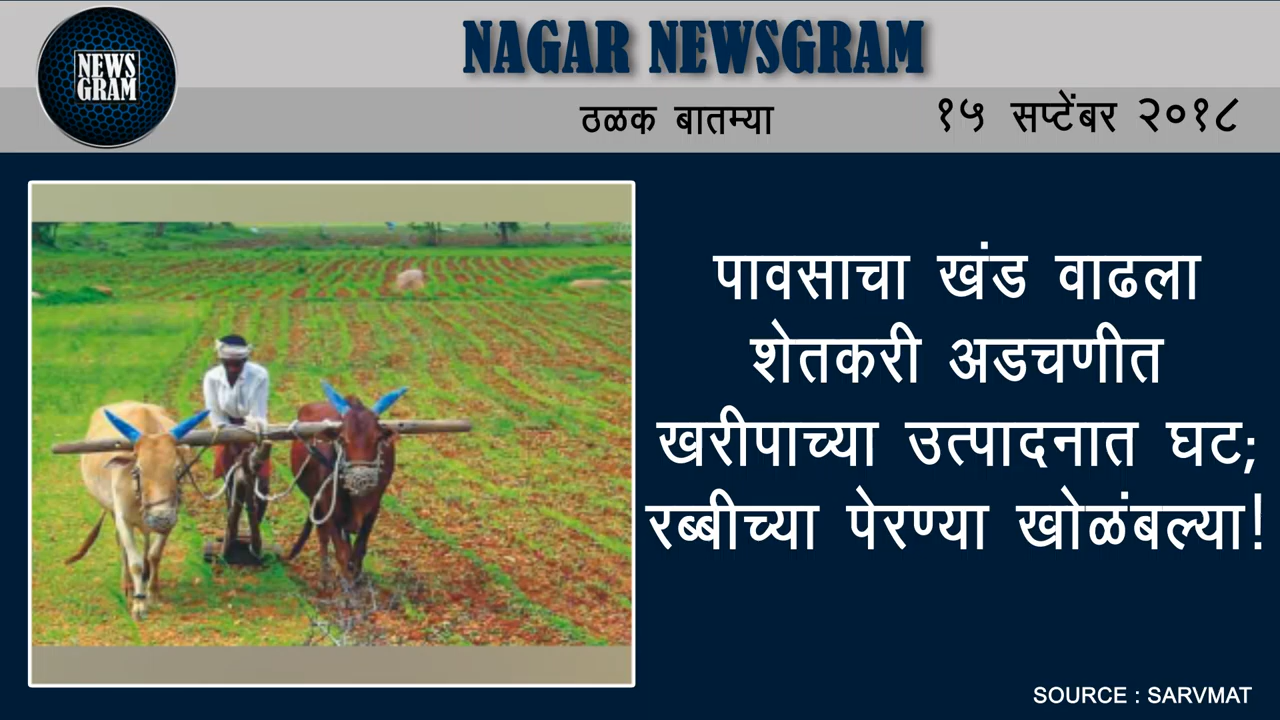 NEWS
GRAM
NAGAR NEWSGRAM
ठळक बातम्या
१५ सप्टेंबर २०१८
पावसाचा खंड वाढला
शेतकरी अडचणीत
खरीपाच्या उत्पादनात घट;
रब्बीच्या पेरण्या खोळंबल्या!
SOURCE : SARVMAT